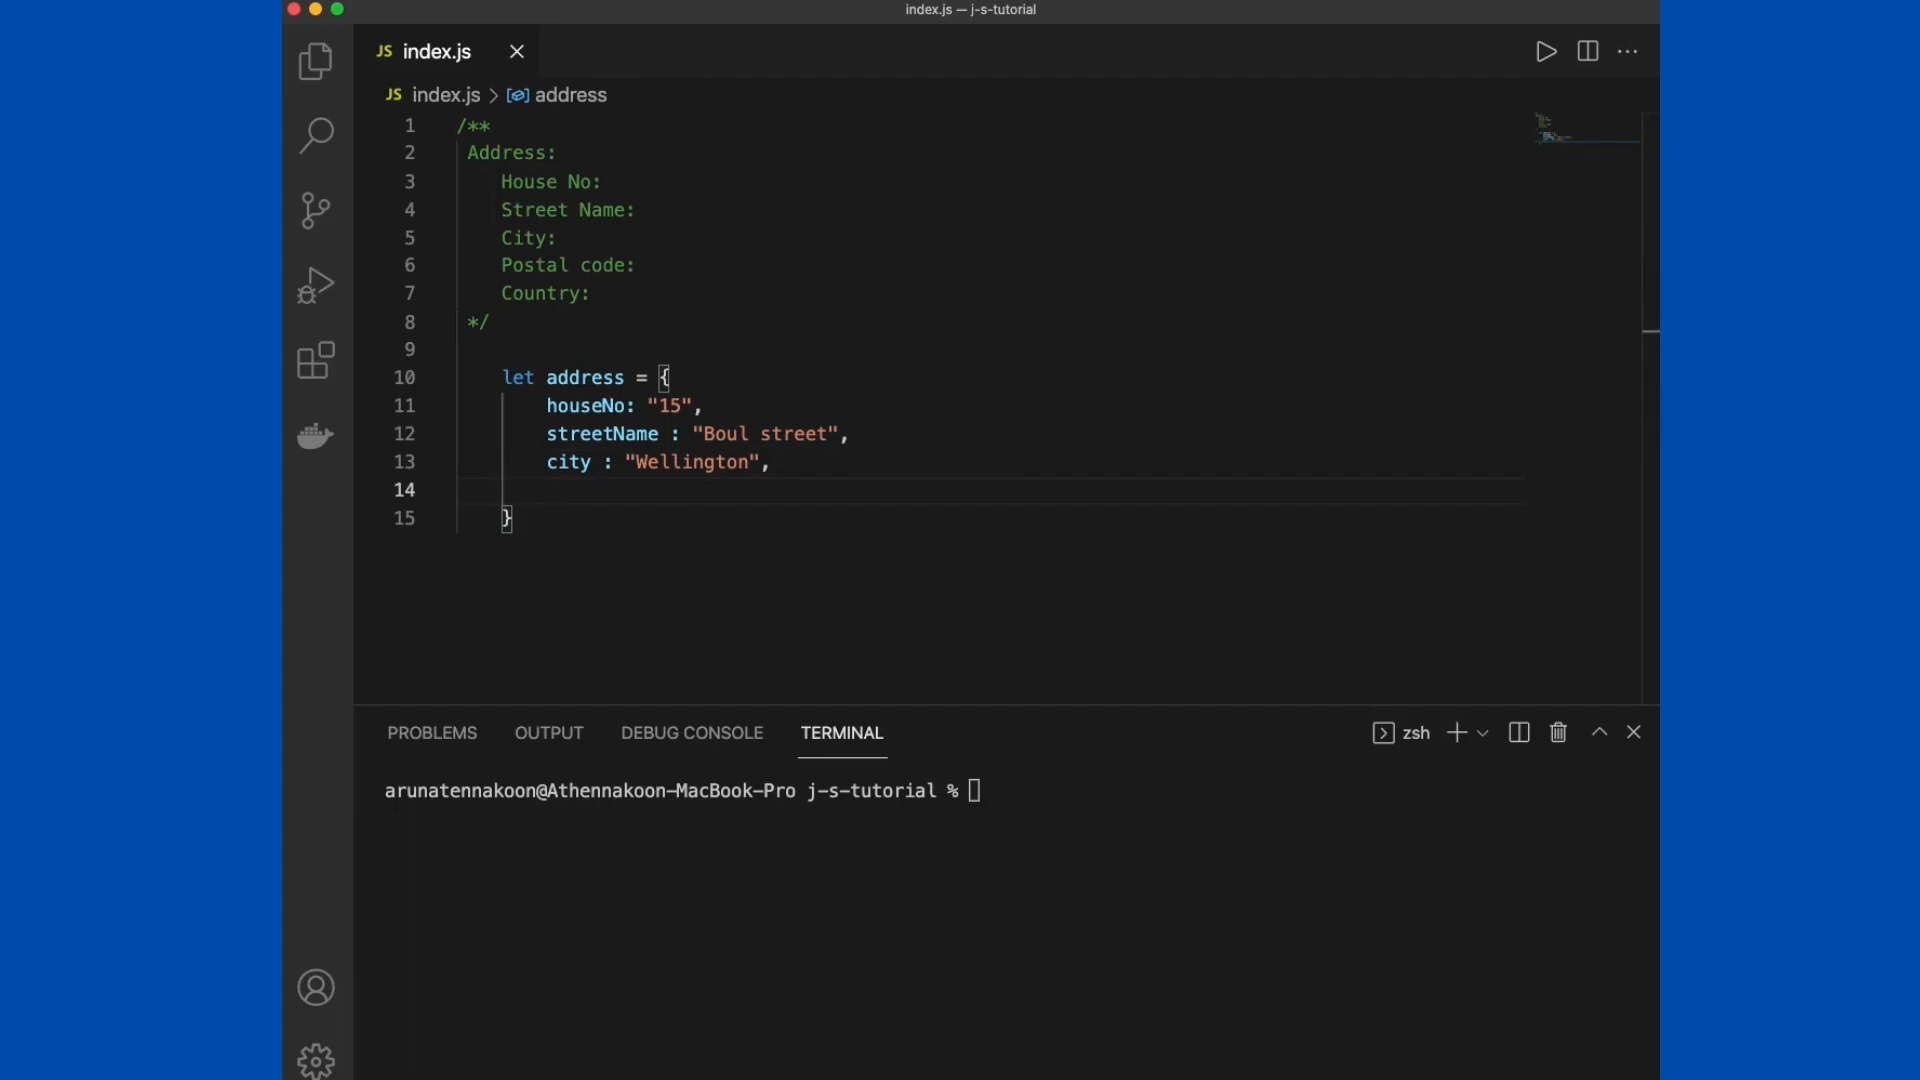 index.js — j-s-tutorial
JS index.js
JS index.js > address
1 /**
2 Address:
3 House No:
4 Street Name:
5 City:
6 Postal code:
7 Country:
8 */
9
10 let address = {
11 houseNo: "15",
12 streetName : "Boul street",
13 city : "Wellington",
14
15 }
PROBLEMS OUTPUT DEBUG CONSOLE TERMINAL zsh
arunatennakoon@Athennakoon-MacBook-Pro j-s-tutorial %